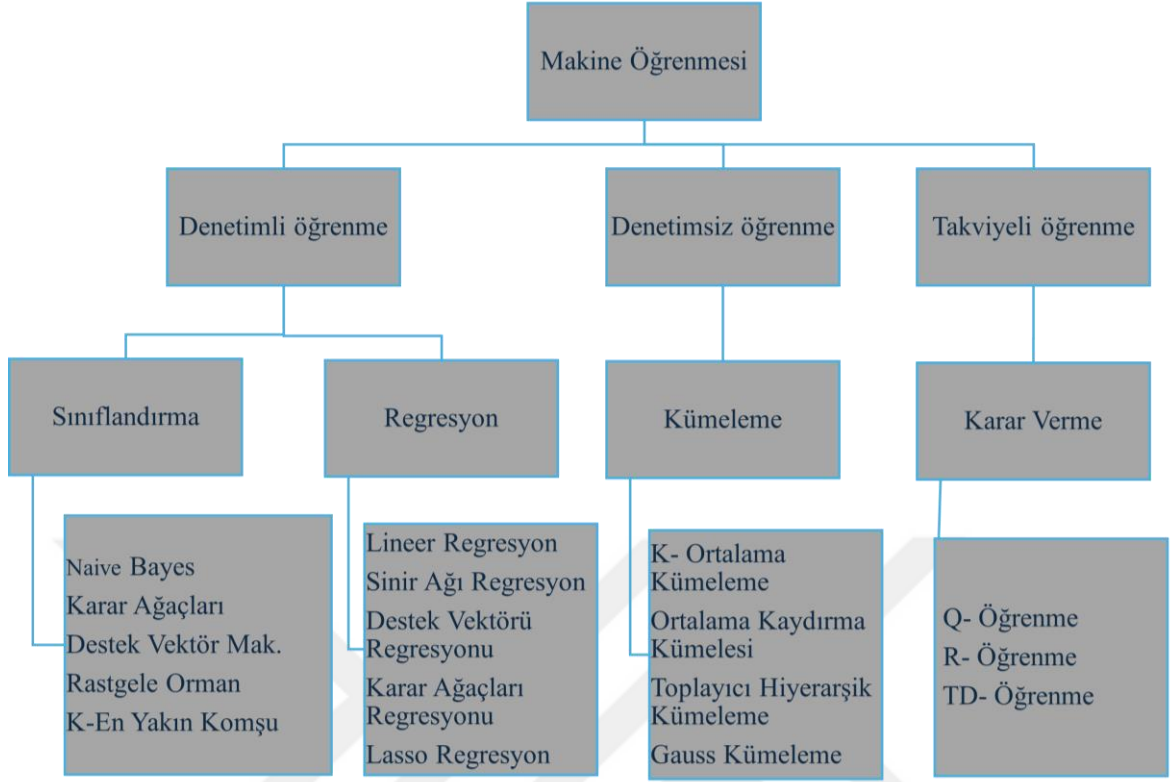 Makine Öğrenmesi
Denetimli öğrenme
Denetimsiz öğrenme
Takviyeli öğrenme
Sınıflandırma
Regresyon
Kümeleme
Karar Verme
Naive Bayes
Karar Ağaçları
Destek Vektör Mak.
Rastgele Orman
K-En Yakın Komşu
Lineer Regresyon
Sinir Ağı Regresyon
Destek Vektörü
Regresyonu
Karar Ağaçları
Regresyonu
Lasso Regresyon
K- Ortalama
Kümeleme
Ortalama Kaydırma
Kümelesi
Toplayıcı Hiyerarşik
Kümeleme
Gauss Kümeleme
Q- Öğrenme
R- Öğrenme
TD- Öğrenme